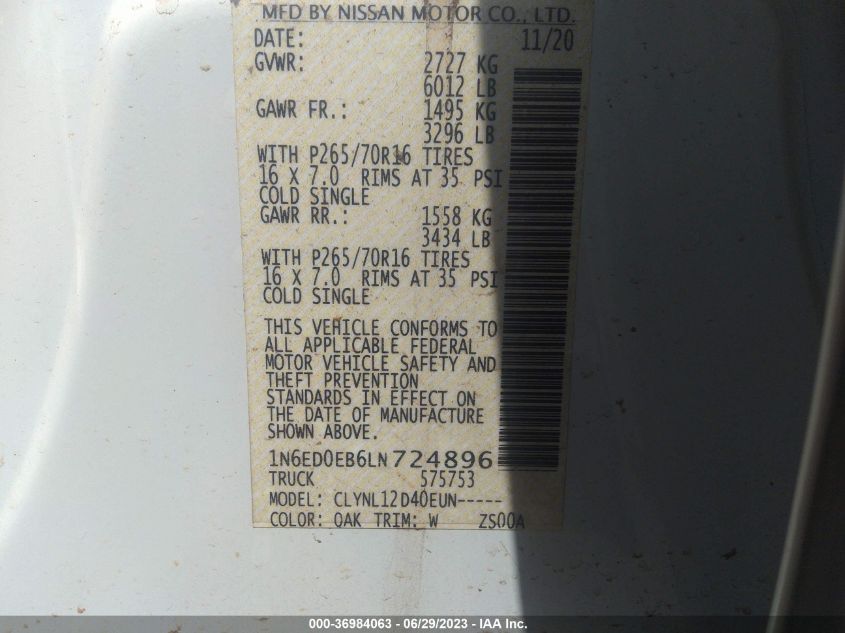 MFD BY NISSAN MOTOR CO., LTD.
DATE: 11/20
GVWR: 2727 KG
6012 LB
GAWR FR.: 1495 KG
3296 LB
WITH P265/70R16 TIRES
16 X 7.0 RIMS AT 35 PSI
COLD SINGLE
GAWR RR.: 1558 KG
3434 LB
WITH P265/70R16 TIRES
16 X 7.0 RIMS AT 35 PSI
COLD SINGLE
THIS VEHICLE CONFORMS TO
ALL APPLICABLE FEDERAL
MOTOR VEHICLE SAFETY AND
THEFT PREVENTION
STANDARDS IN EFFECT ON
THE DATE OF MANUFACTURE
SHOWN ABOVE.
1N6ED0EB6LN724896
TRUCK 575753
MODEL: CLYNL12D40EUN-----
COLOR: QAK TRIM: W ZS00A
000-36984063 - 06/29/2023 - IAA Inc.